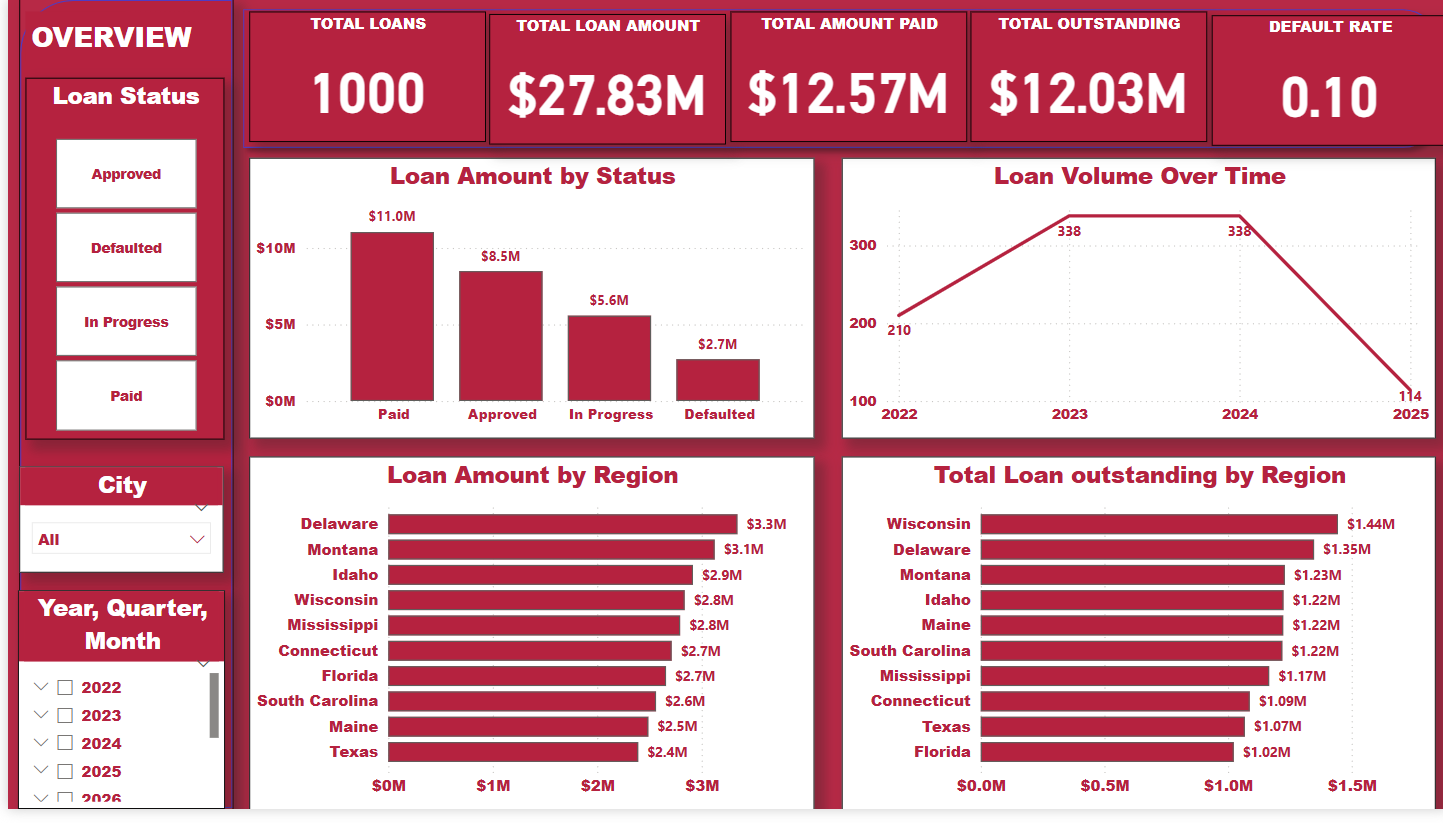 OVERVIEW
Loan Status
Approved
Defaulted
In Progress
Paid
City
All
Year, Quarter,
Month
2022
2023
2024
2025
2026
TOTAL LOANS
1000
TOTAL LOAN AMOUNT
$27.83M
TOTAL AMOUNT PAID
$12.57M
TOTAL OUTSTANDING
$12.03M
DEFAULT RATE
0.10
Loan Amount by Status
$10M
$5M
$0M
$11.0M
$8.5M
$5.6M
$2.7M
Paid
Approved
In Progress
Defaulted
Loan Volume Over Time
300
200
100
210
338
338
114
2022
2023
2024
2025
Loan Amount by Region
Delaware $3.3M
Montana $3.1M
Idaho $2.9M
Wisconsin $2.8M
Mississippi $2.8M
Connecticut $2.7M
Florida $2.7M
South Carolina $2.6M
Maine $2.5M
Texas $2.4M
$0M $1M $2M $3M
Total Loan outstanding by Region
Wisconsin $1.44M
Delaware $1.35M
Montana $1.23M
Idaho $1.22M
Maine $1.22M
South Carolina $1.22M
Mississippi $1.17M
Connecticut $1.09M
Texas $1.07M
Florida $1.02M
$0.0M $0.5M $1.0M $1.5M